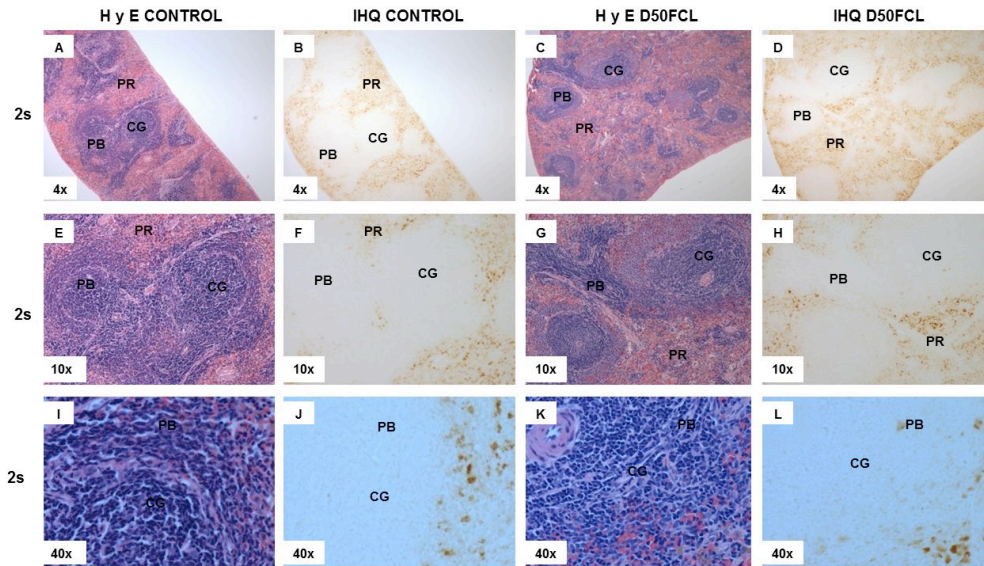 H y E CONTROL IHQ CONTROL H y E D50FCL IHQ D50FCL
A B C D
PR PR CG CG
2s PB CG CG PB PB
PB PR PR
4x 4x 4x 4x
E F G H
PR PR CG CG
2s PB CG PB CG PB PB
PR PR
10x 10x 10x 10x
I J K L
PB PB PB PB
2s CG CG CG CG
40x 40x 40x 40x